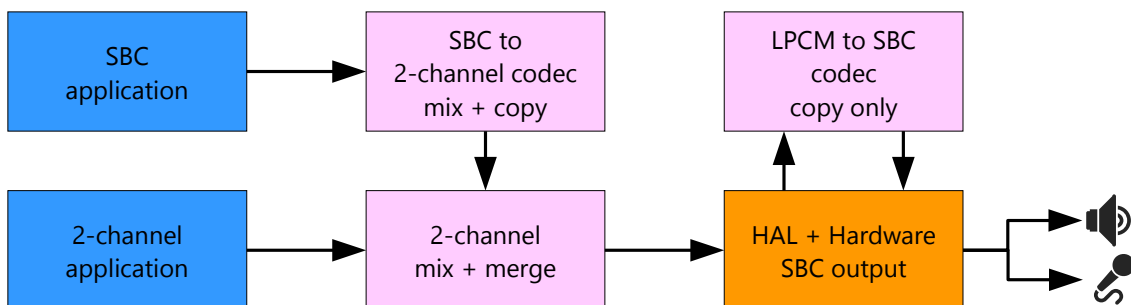 SBC
application
SBC to
2-channel codec
mix + copy
LPCM to SBC
codec
copy only
2-channel
application
2-channel
mix + merge
HAL + Hardware
SBC output